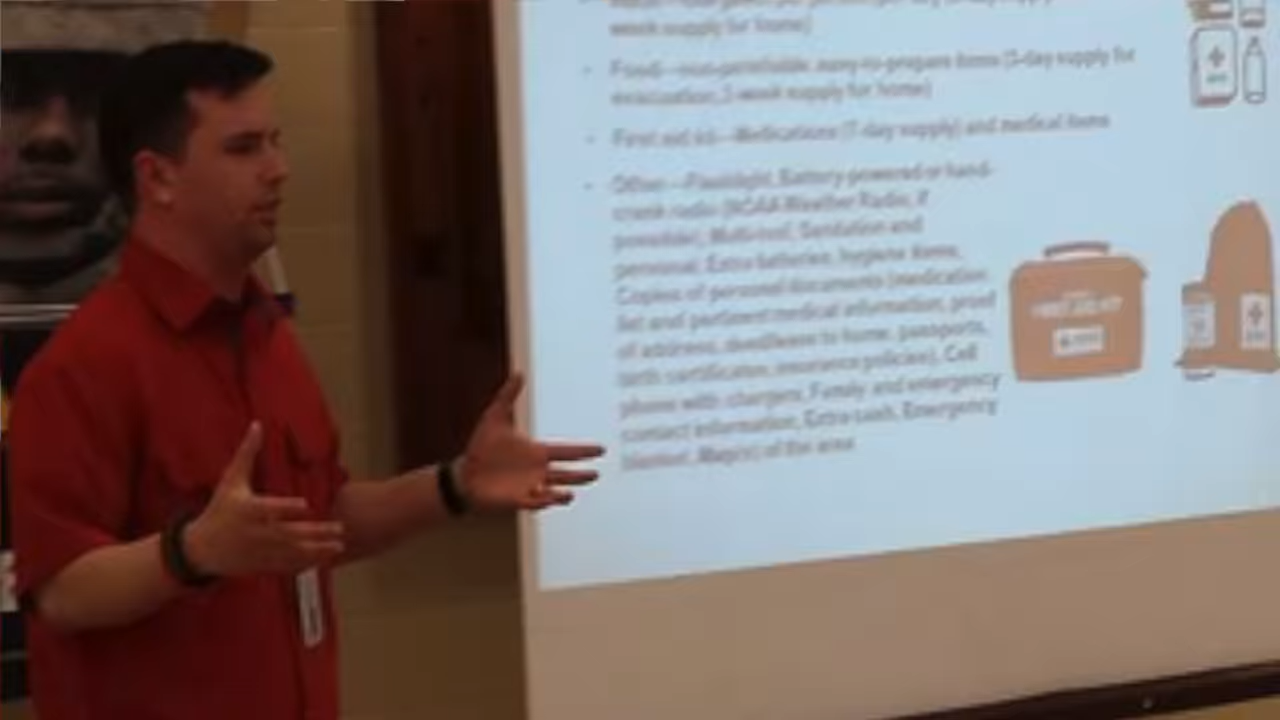 week supply for home)
- Food—non-perishable, easy-to-prepare items (3-day supply for
evacuation, 2-week supply for home)
- First aid kit—Medications (7-day supply) and medical items
- Other—Flashlight, Battery-powered or hand-
crank radio (NOAA Weather Radio, if
possible), Multi-tool, Sanitation and
personal, Extra batteries, hygiene items,
Copies of personal documents (medication
list and pertinent medical information, proof
of address, deed/lease to home, passports,
birth certificates, insurance policies), Cell
phone with chargers, Family and emergency
contact information, Extra cash, Emergency
blanket, Map(s) of the area
FIRST AID KIT